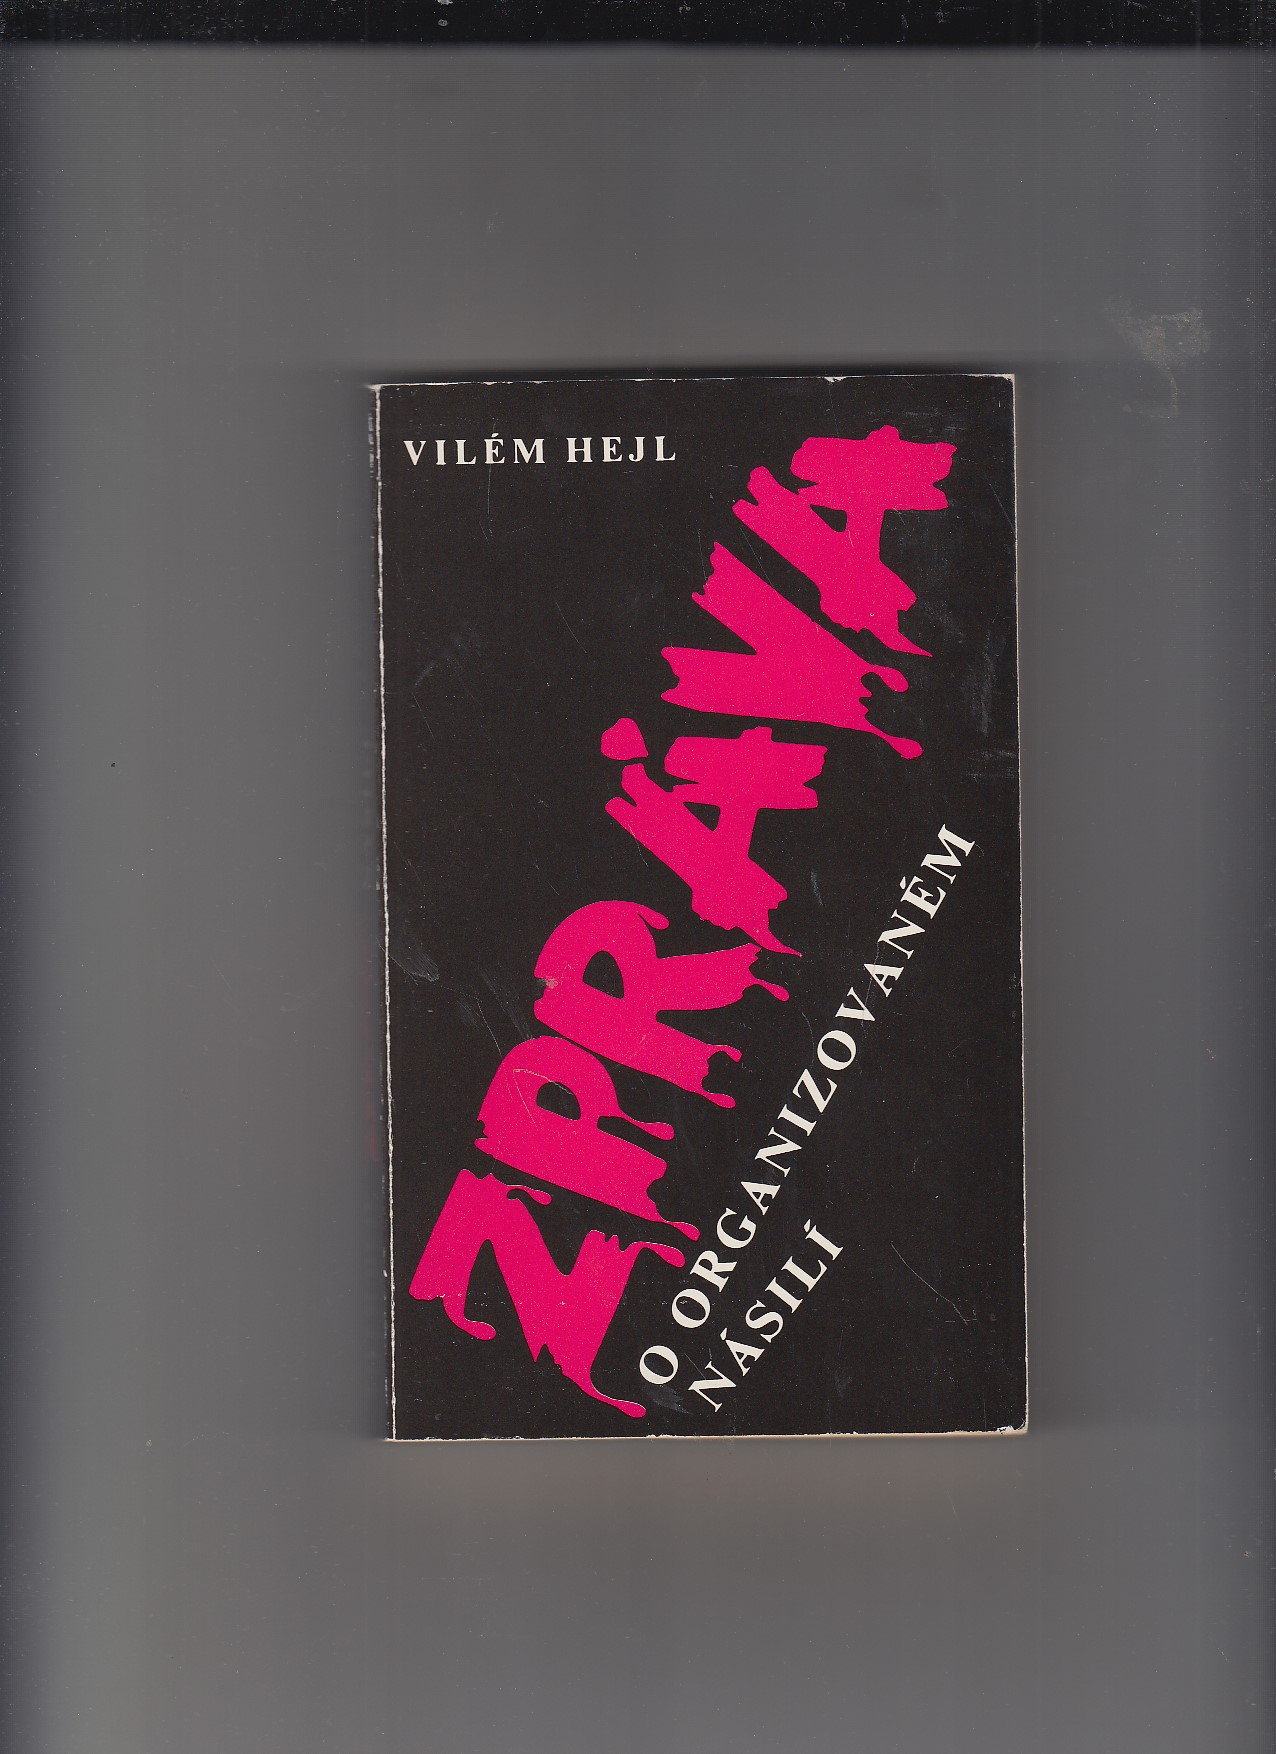 VILÉM HEJL
ZPRÁVA
O ORGANIZOVANÉM
NÁSILÍ